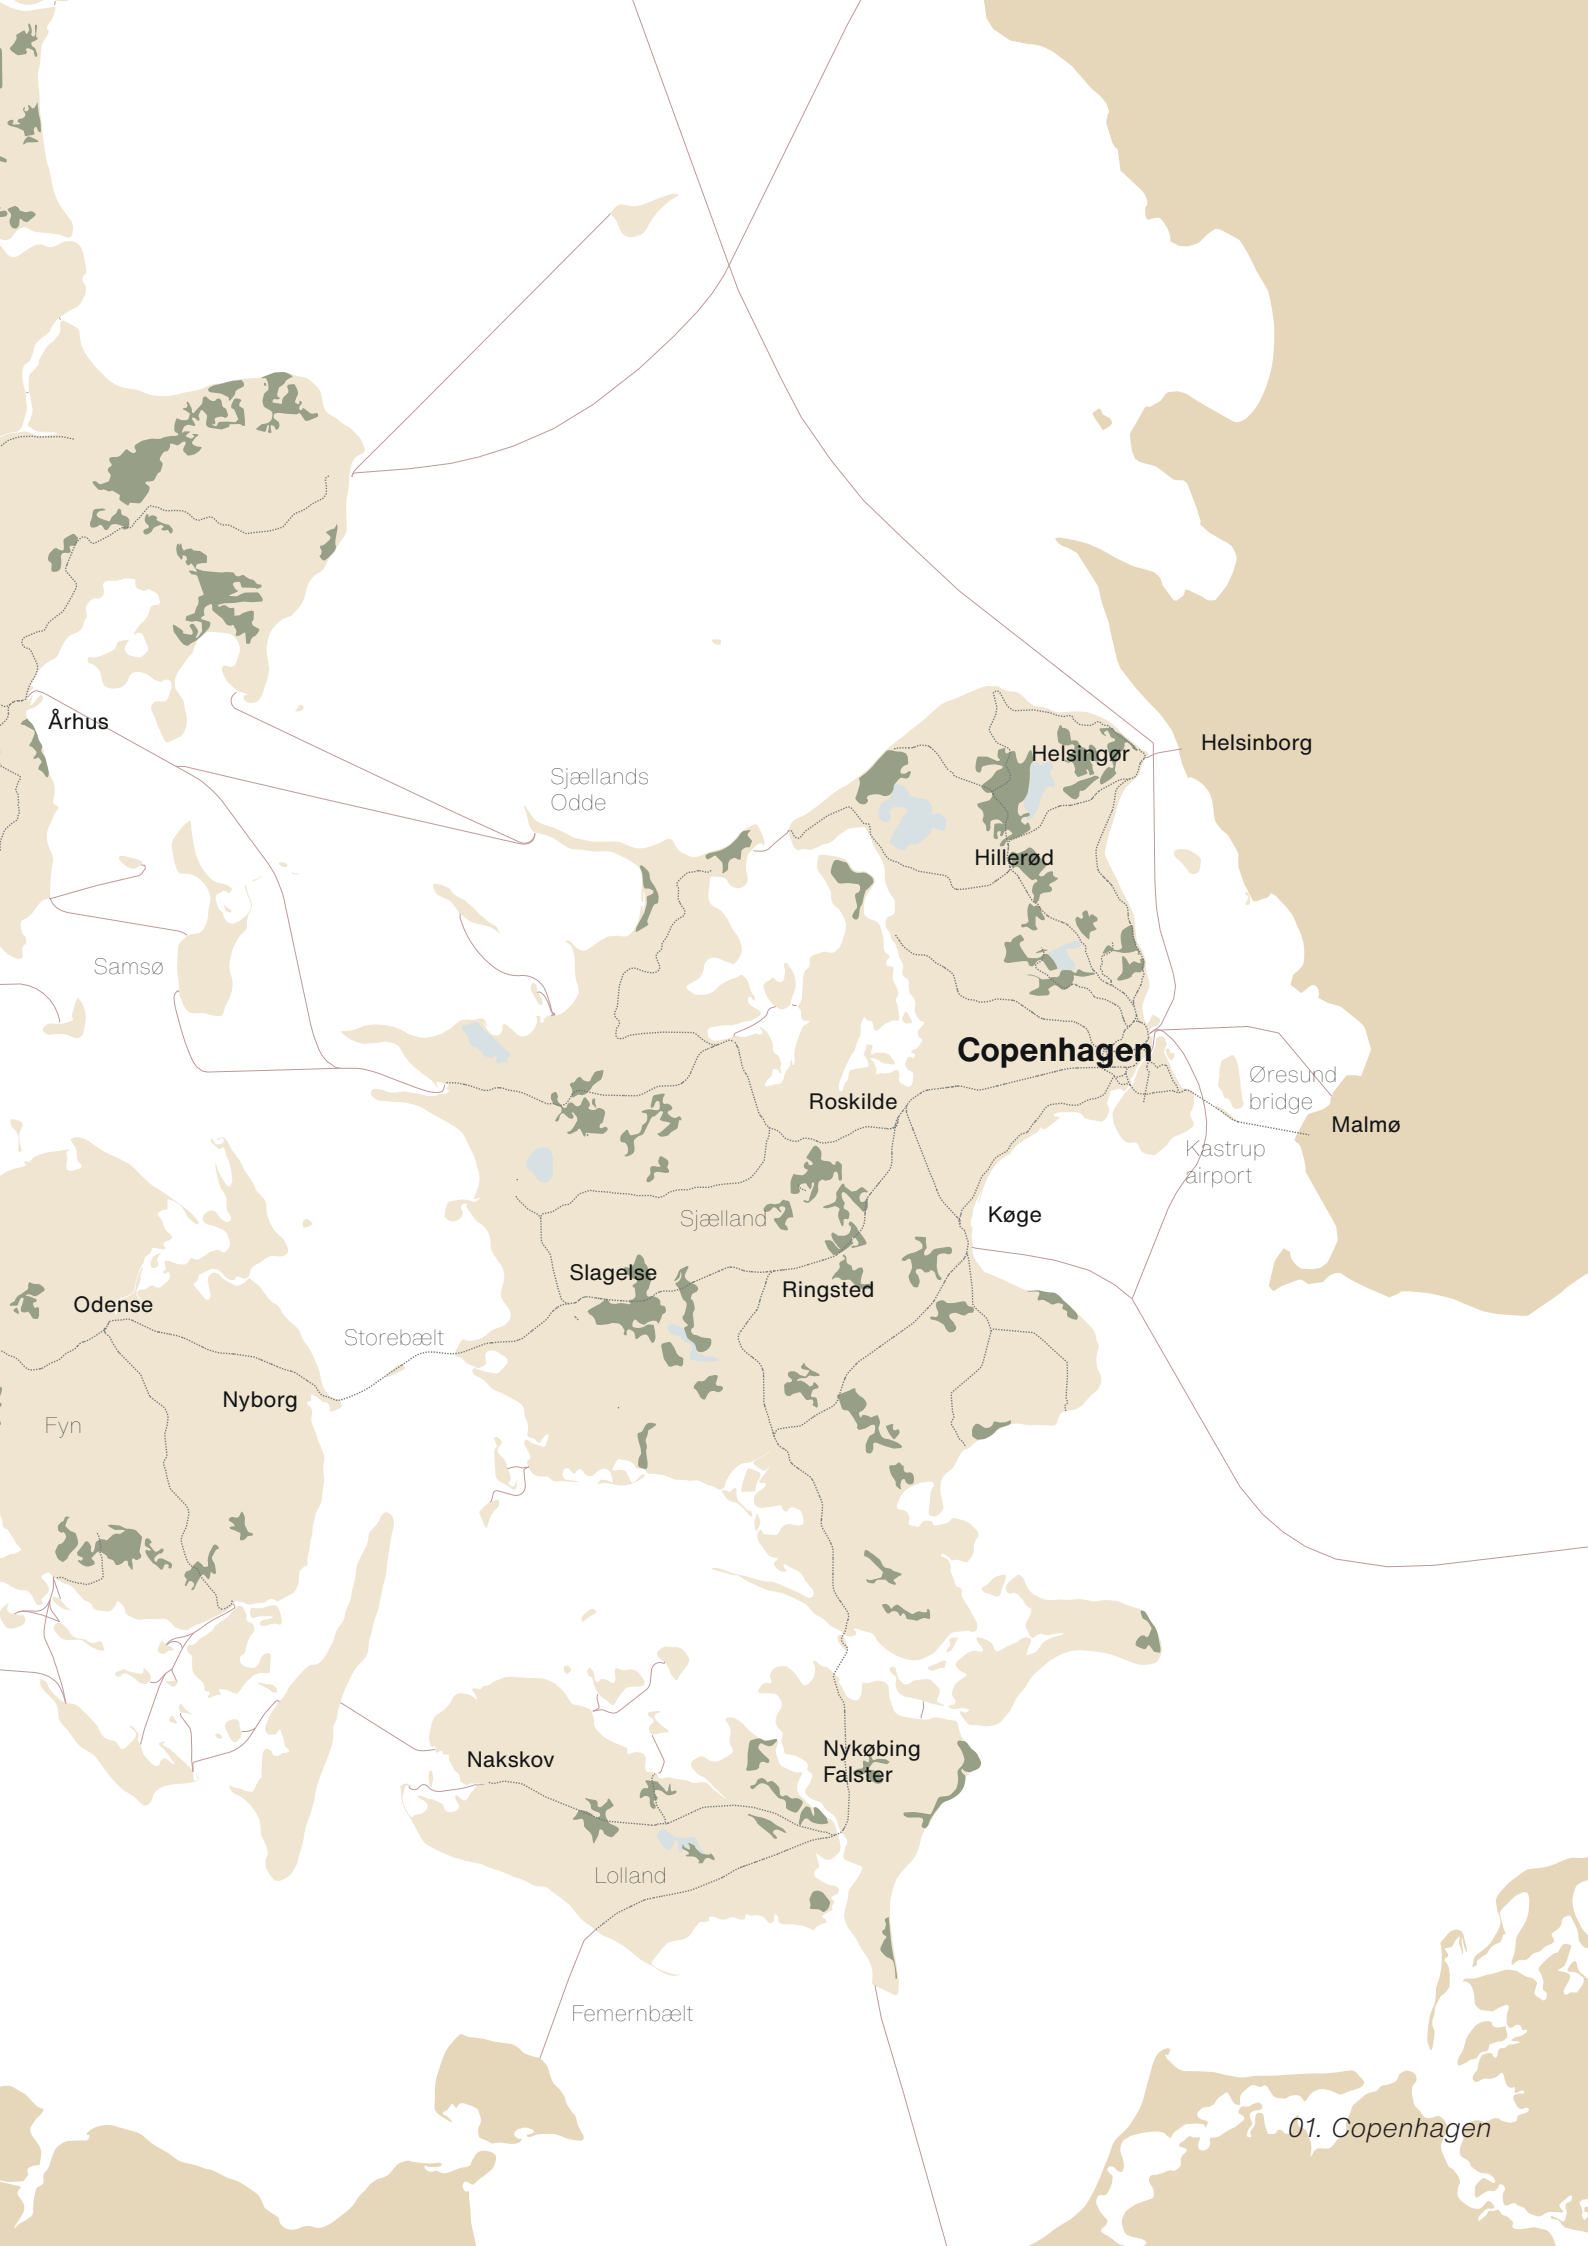 Århus
Helsingør
Helsinborg
Sjællands
Odde
Hillerød
Samsø
Copenhagen
Øresund
bridge
Roskilde
Malmø
Kastrup
airport
Sjælland
Køge
Slagelse
Ringsted
Odense
Storebælt
Nyborg
Fyn
Nakskov
Nykøbing
Falster
Lolland
Femernbælt
01. Copenhagen